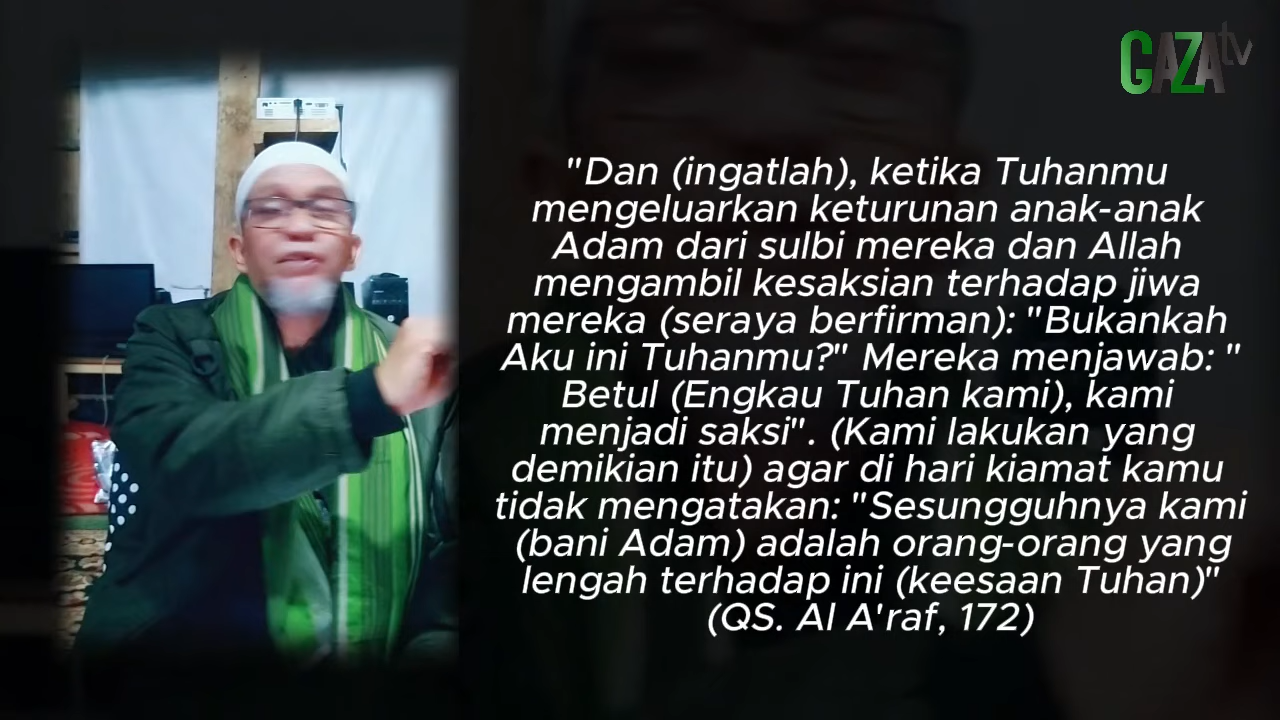 GAZAtv
"Dan (ingatlah), ketika Tuhanmu
mengeluarkan keturunan anak-anak
Adam dari sulbi mereka dan Allah
mengambil kesaksian terhadap jiwa
mereka (seraya berfirman): "Bukankah
Aku ini Tuhanmu?" Mereka menjawab: "
Betul (Engkau Tuhan kami), kami
menjadi saksi". (Kami lakukan yang
demikian itu) agar di hari kiamat kamu
tidak mengatakan: "Sesungguhnya kami
(bani Adam) adalah orang-orang yang
lengah terhadap ini (keesaan Tuhan)"
(QS. Al A'raf, 172)